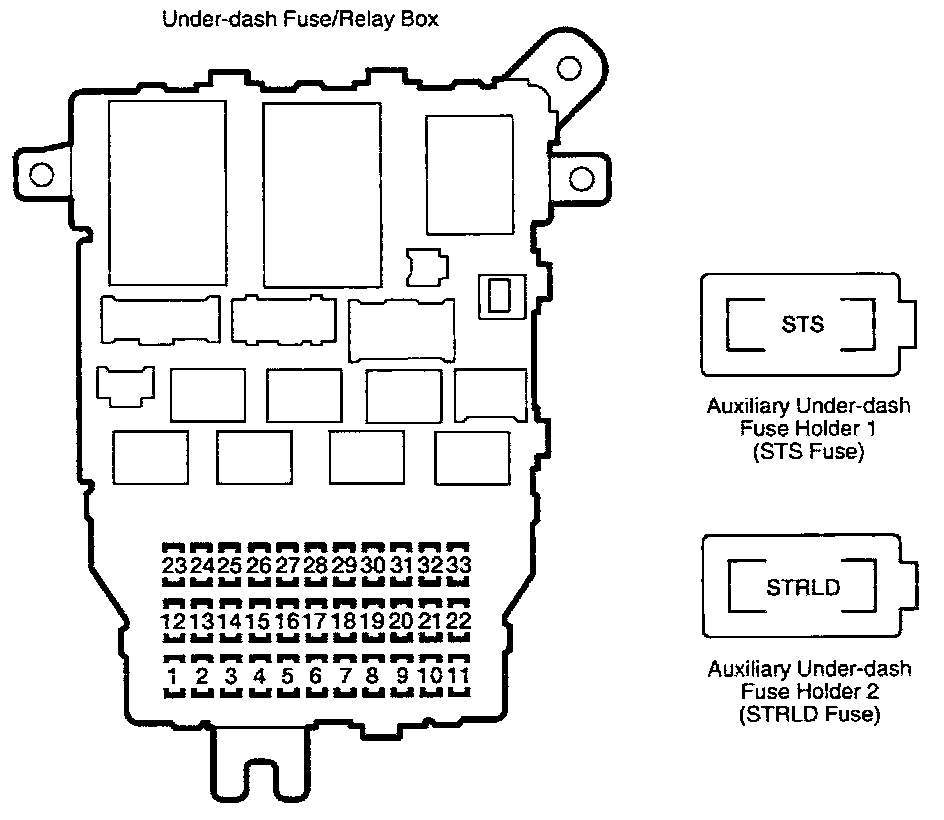 Under-dash Fuse/Relay Box
STS
Auxiliary Under-dash
Fuse Holder 1
(STS Fuse)
23 24 25 26 27 28 29 30 31 32 33
STRLD
12 13 14 15 16 17 18 19 20 21 22
1 2 3 4 5 6 7 8 9 10 11
Auxiliary Under-dash
Fuse Holder 2
(STRLD Fuse)